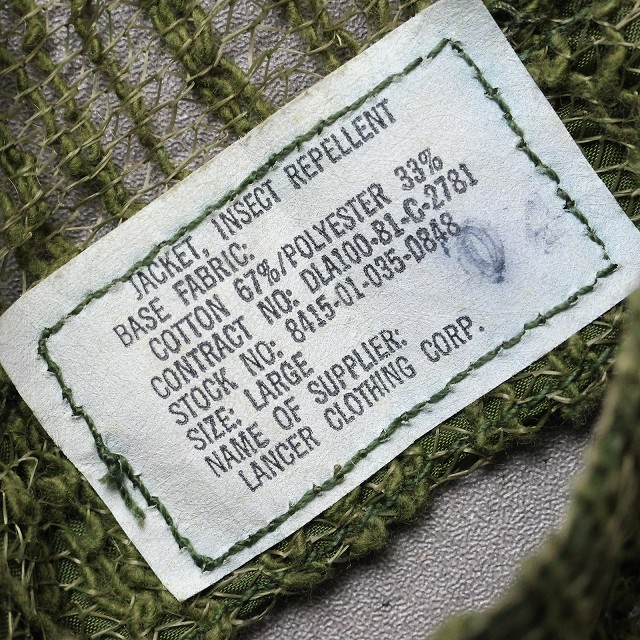 JACKET, INSECT REPELLENT
BASE FABRIC:
COTTON 67%/POLYESTER 33%
CONTRACT NO: DLA100-81-C-2781
STOCK NO: 8415-01-035-0848
SIZE: LARGE
NAME OF SUPPLIER:
LANCER CLOTHING CORP.